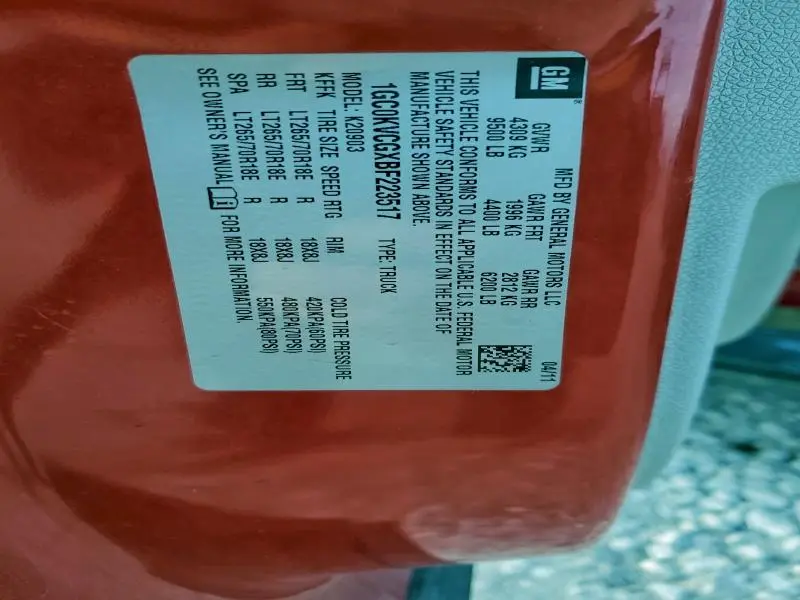 GM ®
MFD BY GENERAL MOTORS LLC 04/11
GVWR GAWR FRT GAWR RR
4309 KG 1996 KG 2812 KG
9500 LB 4400 LB 6200 LB
THIS VEHICLE CONFORMS TO ALL APPLICABLE U.S. FEDERAL MOTOR
VEHICLE SAFETY STANDARDS IN EFFECT ON THE DATE OF
MANUFACTURE SHOWN ABOVE.
1GC0KVCGXBF223517 TYPE: TRUCK
MODEL: K20903
KFFK TIRE SIZE SPEED RTG RIM COLD TIRE PRESSURE
FRT LT265/70R18E R 18X8J 420KPA(60PSI)
RR LT265/70R18E R 18X8J 480KPA(70PSI)
SPA LT265/70R18E R 18X8J 550KPA(80PSI)
SEE OWNER'S MANUAL FOR MORE INFORMATION.